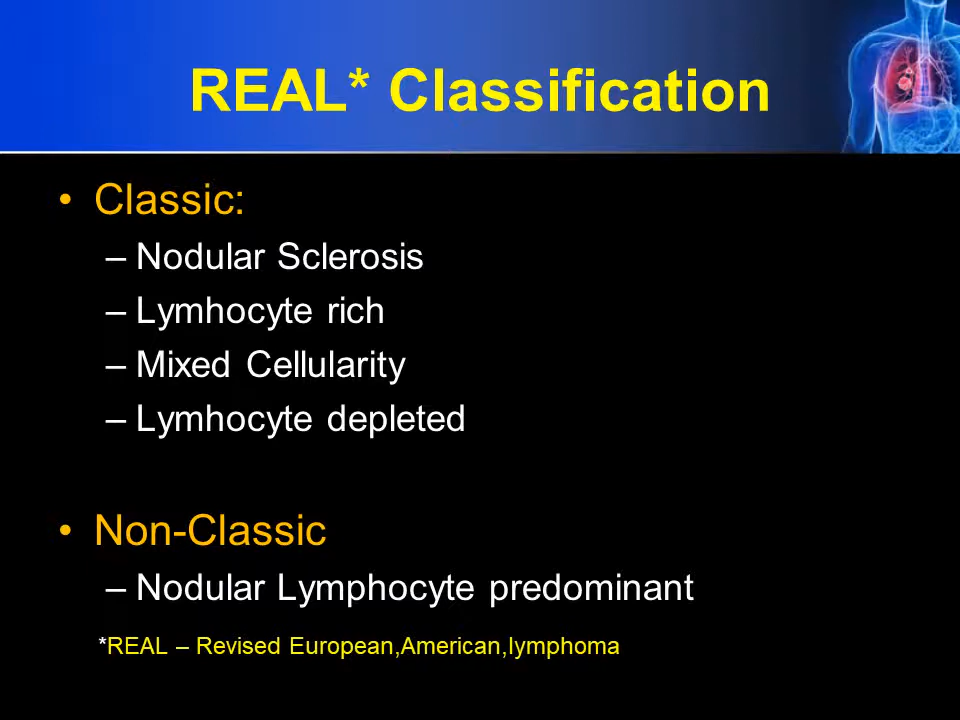 REAL* Classification
• Classic:
– Nodular Sclerosis
– Lymhocyte rich
– Mixed Cellularity
– Lymhocyte depleted
• Non-Classic
– Nodular Lymphocyte predominant
*REAL – Revised European,American,lymphoma